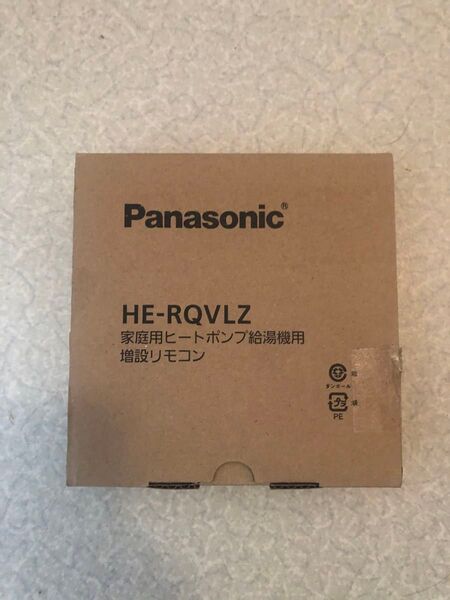 Panasonic®
HE-RQVLZ
家庭用ヒートポンプ給湯機用
増設リモコン
ダンボール
プラ
PE